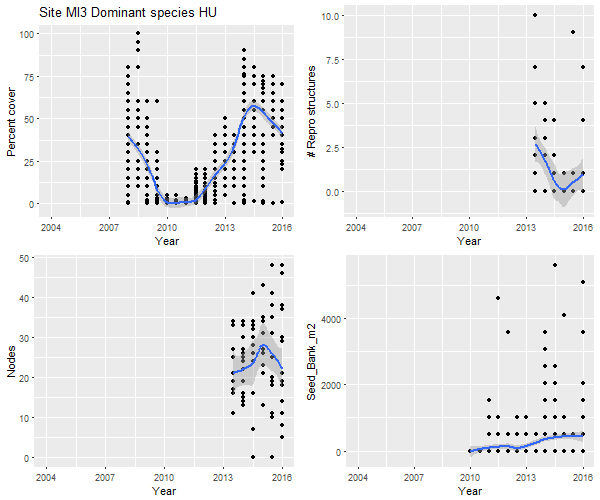 Site MI3 Dominant species HU
Percent cover
100
75
50
25
0
2004 2007 2010 2013 2016
Year
# Repro structures
10.0
7.5
5.0
2.5
0.0
2004 2007 2010 2013 2016
Year
Nodes
50
40
30
20
10
0
2004 2007 2010 2013 2016
Year
Seed_Bank_m2
4000
2000
0
2004 2007 2010 2013 2016
Year